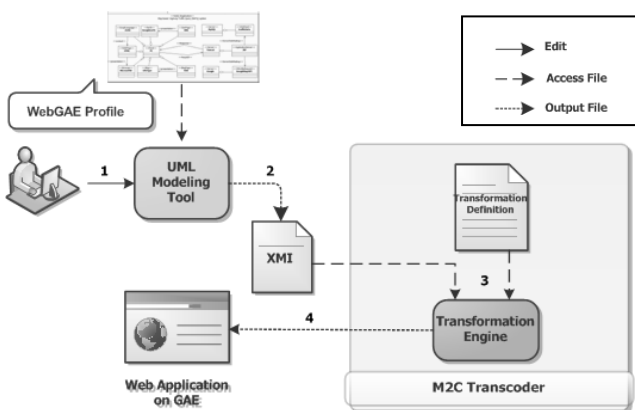 WebGAE Profile
Edit
Access File
Output File
1
UML
Modeling
Tool
2
XMI
Transformation
Definition
3
Transformation
Engine
4
Web Application
on GAE
M2C Transcoder